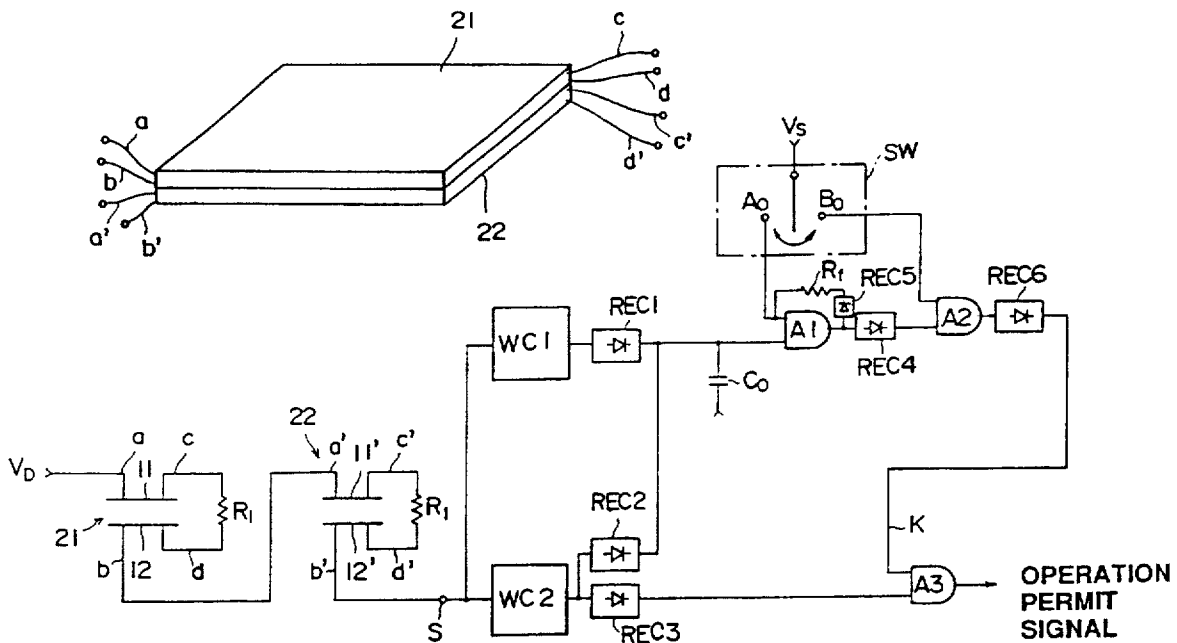 21
c
d
c'
d'
22
a
b
a'
b'
Vs
SW
A0
B0
Rf
REC5
REC6
A1
A2
REC4
REC1
WC1
C0
22
a
11
c
VD
R1
21
b
12
d
a'
11'
c'
R1
b'
12'
d'
S
REC2
WC2
REC3
K
A3
OPERATION
PERMIT
SIGNAL